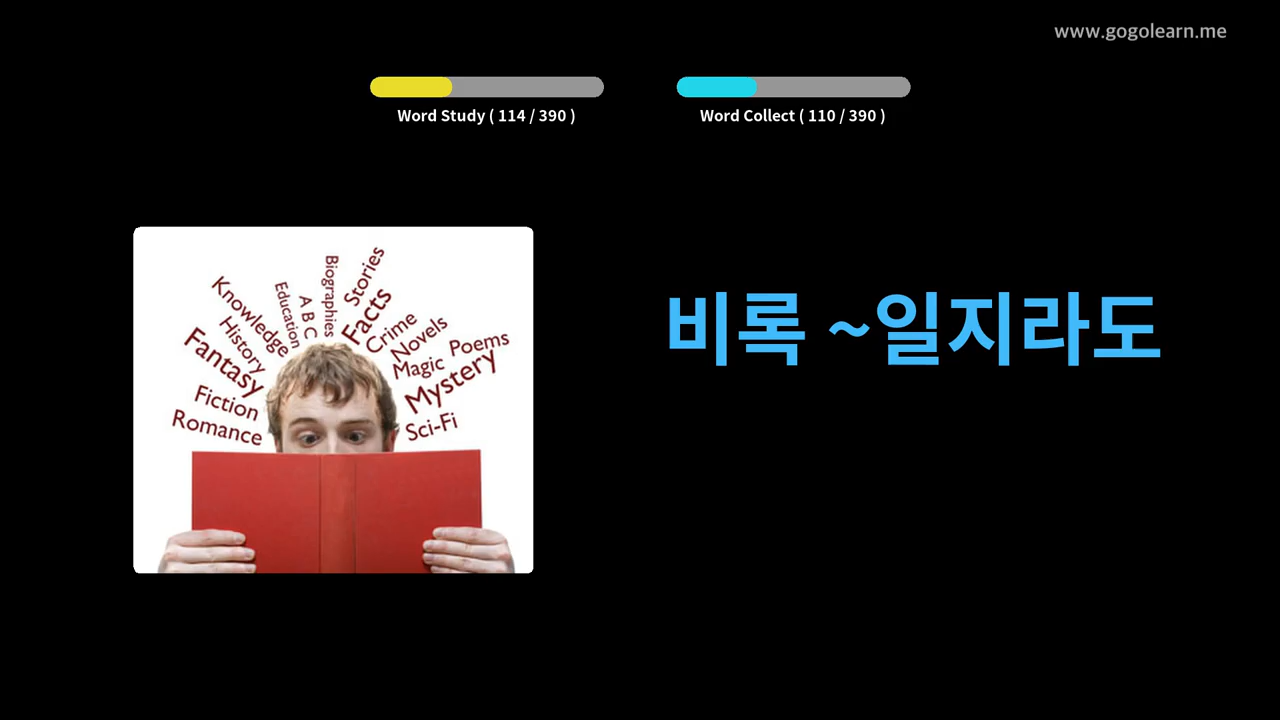 www.gogolearn.me
Word Study ( 114 / 390 )
Word Collect ( 110 / 390 )
비록 ~일지라도
Stories
Biographies
Facts
A B C
Education
Knowledge
Crime
History
Novels
Fantasy
Poems
Magic
Mystery
Fiction
Romance
Sci-Fi